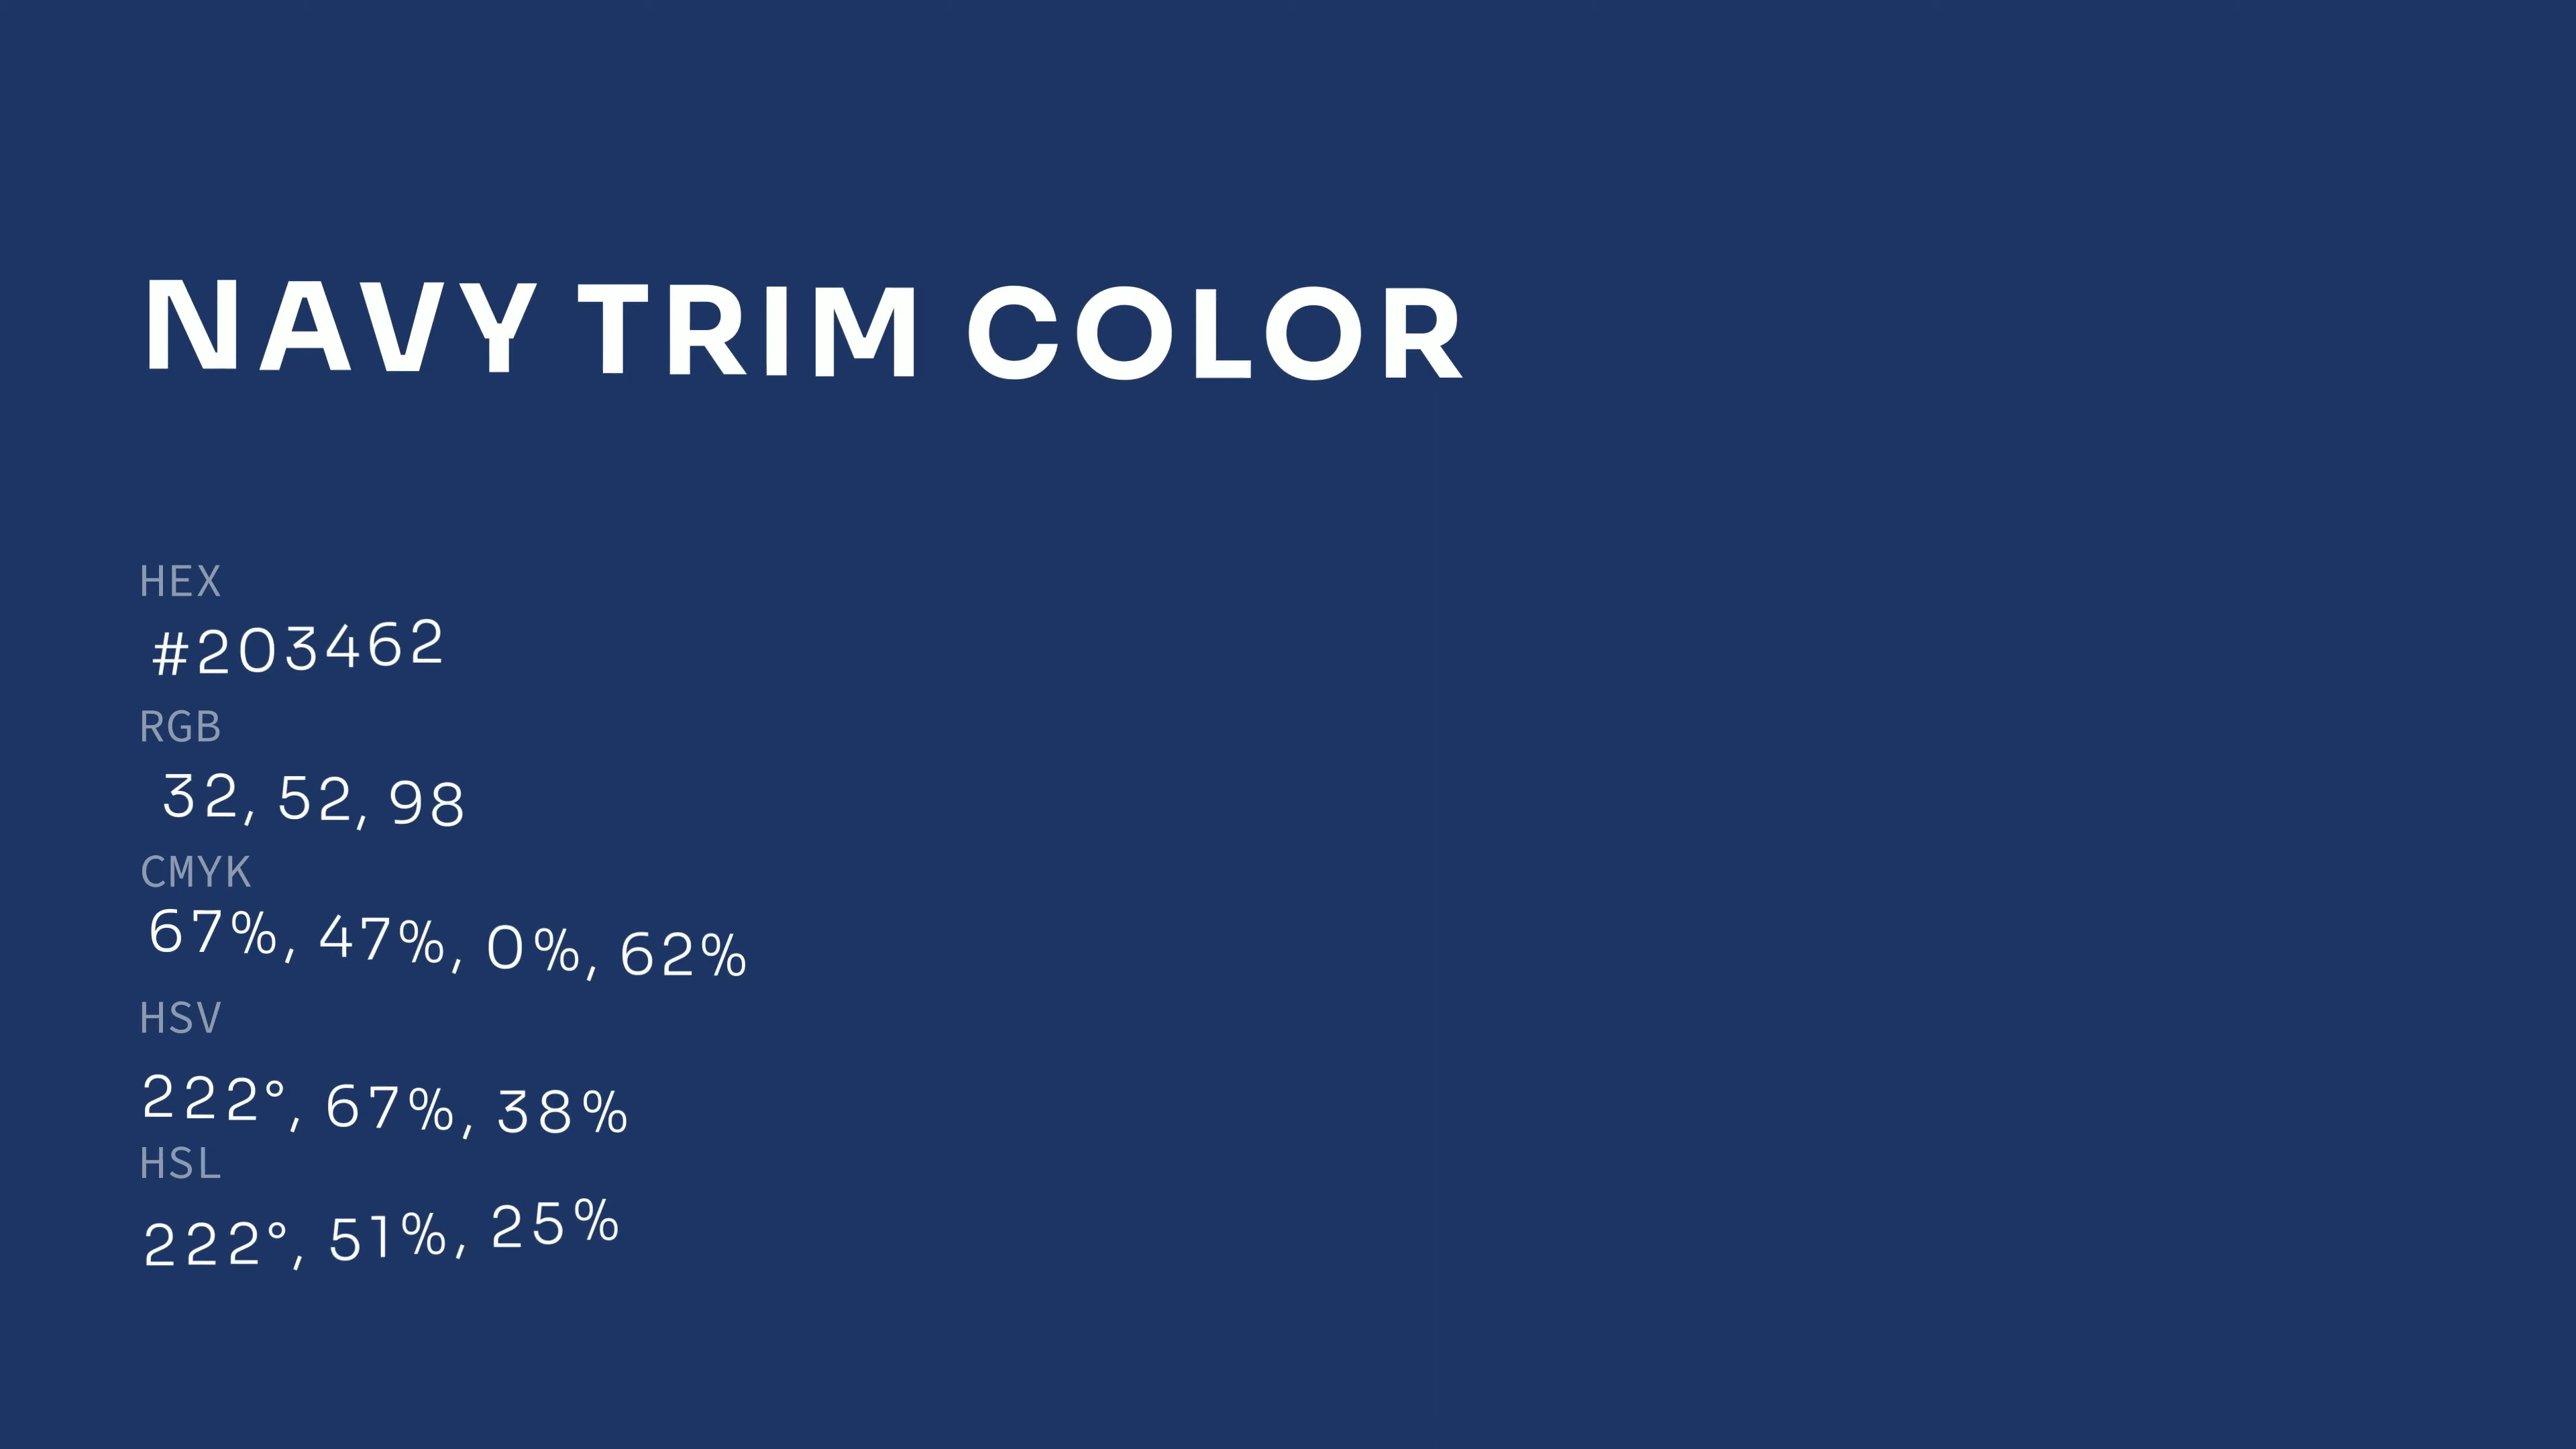 NAVY TRIM COLOR
HEX
#203462
RGB
32, 52, 98
CMYK
67%, 47%, 0%, 62%
HSV
222°, 67%, 38%
HSL
222°, 51%, 25%